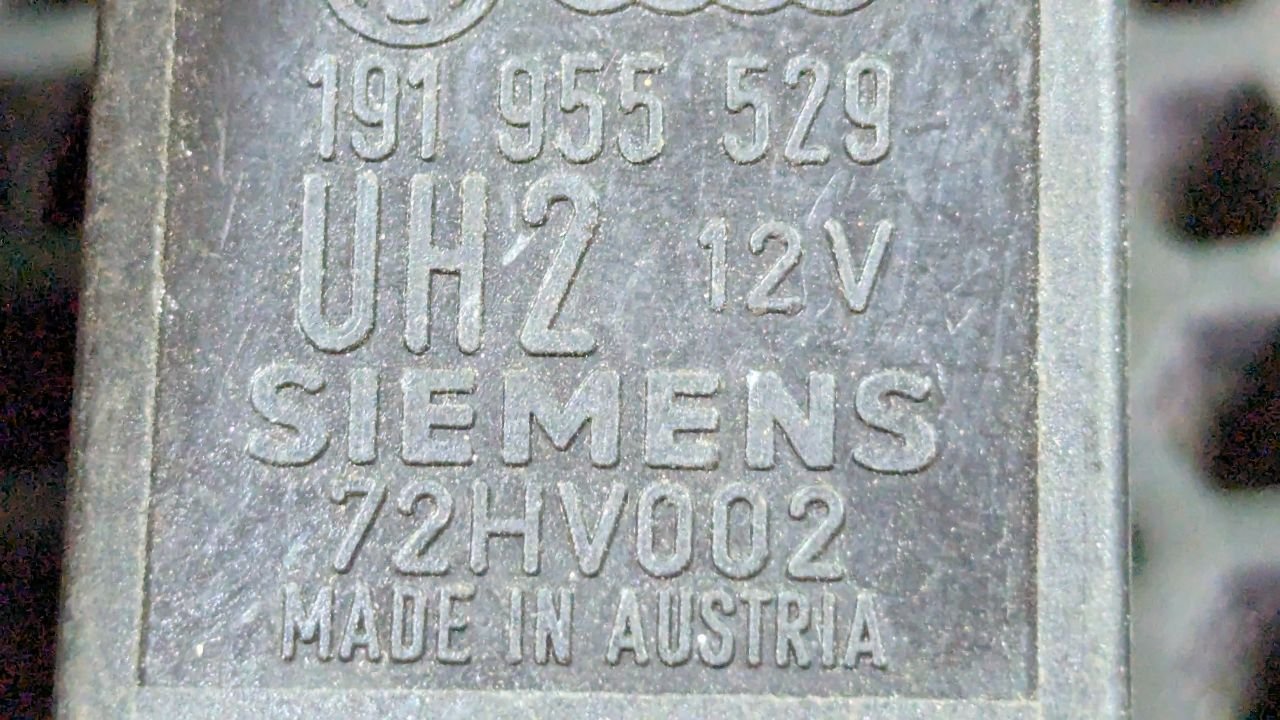 191 955 529
UH2 12V
SIEMENS
72HV002
MADE IN AUSTRIA